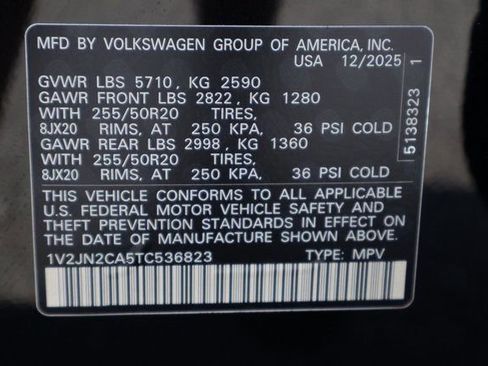 MFD BY VOLKSWAGEN GROUP OF AMERICA, INC.
USA 12/2025
GVWR LBS 5710, KG 2590
GAWR FRONT LBS 2822, KG 1280
WITH 255/50R20 TIRES,
8JX20 RIMS, AT 250 KPA, 36 PSI COLD
GAWR REAR LBS 2998, KG 1360
WITH 255/50R20 TIRES,
8JX20 RIMS, AT 250 KPA, 36 PSI COLD
THIS VEHICLE CONFORMS TO ALL APPLICABLE
U.S. FEDERAL MOTOR VEHICLE SAFETY AND
THEFT PREVENTION STANDARDS IN EFFECT ON
THE DATE OF MANUFACTURE SHOWN ABOVE.
1V2JN2CA5TC536823 TYPE: MPV
5138323 1